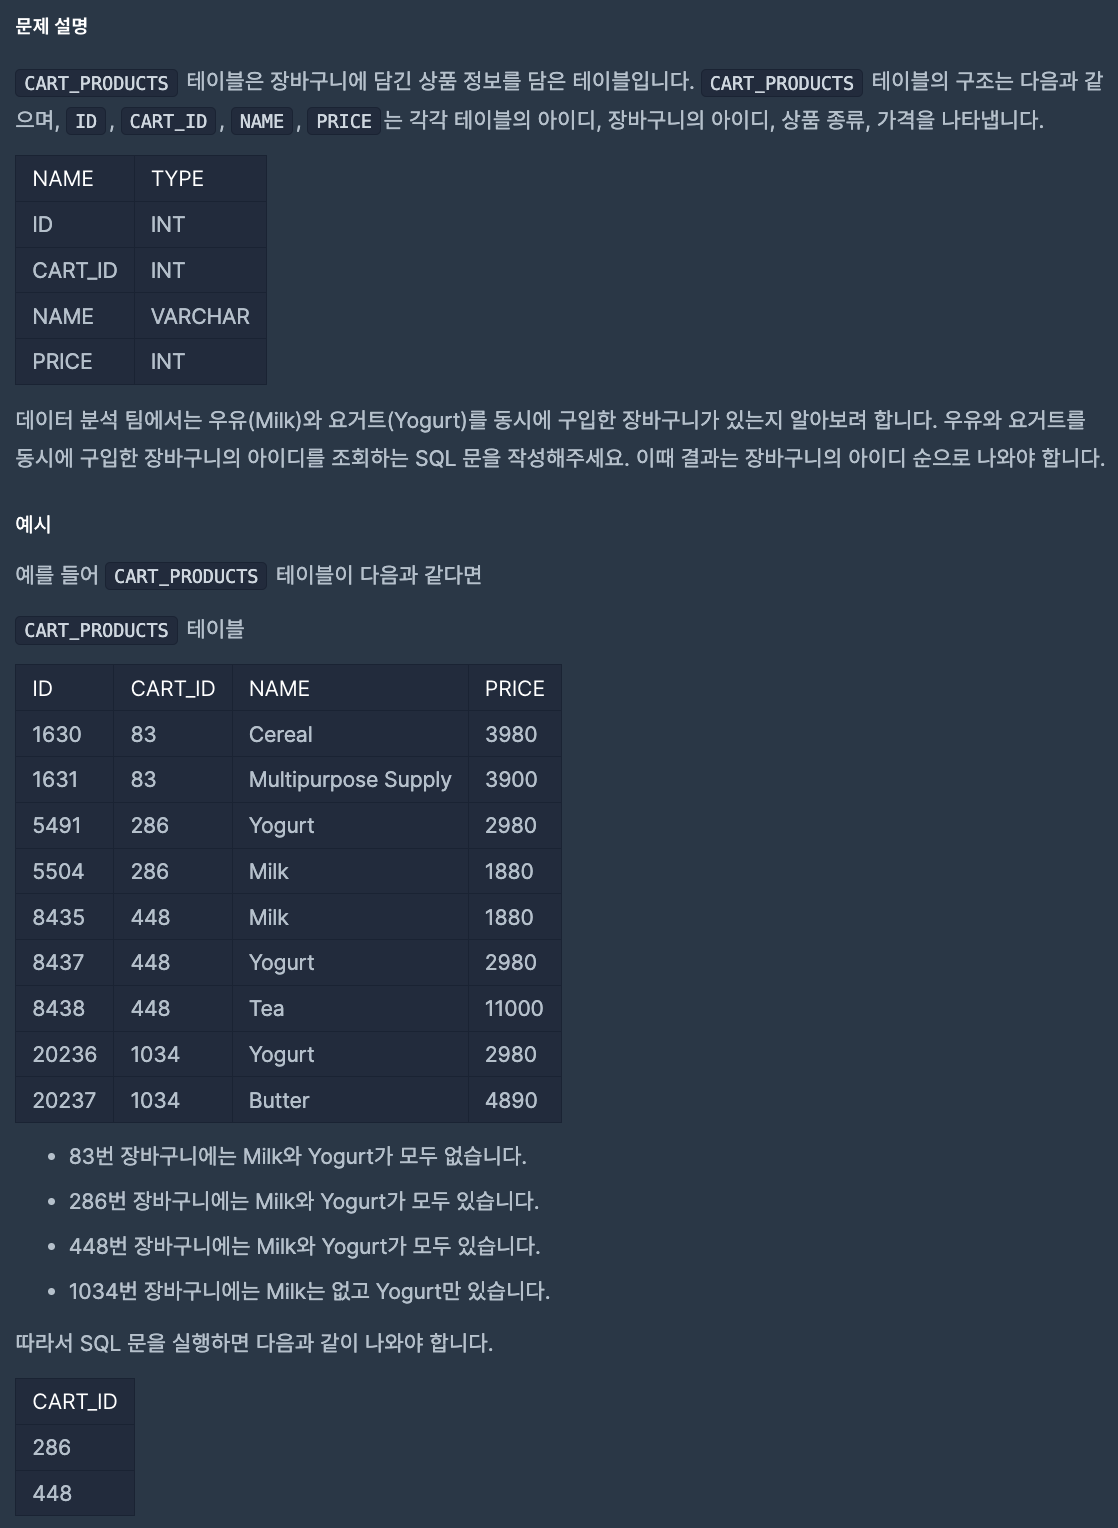 문제 설명
CART_PRODUCTS 테이블은 장바구니에 담긴 상품 정보를 담은 테이블입니다. CART_PRODUCTS 테이블의 구조는 다음과 같
으며, ID , CART_ID , NAME , PRICE 는 각각 테이블의 아이디, 장바구니의 아이디, 상품 종류, 가격을 나타냅니다.
NAME TYPE
ID INT
CART_ID INT
NAME VARCHAR
PRICE INT
데이터 분석 팀에서는 우유(Milk)와 요거트(Yogurt)를 동시에 구입한 장바구니가 있는지 알아보려 합니다. 우유와 요거트를
동시에 구입한 장바구니의 아이디를 조회하는 SQL 문을 작성해주세요. 이때 결과는 장바구니의 아이디 순으로 나와야 합니다.
예시
예를 들어 CART_PRODUCTS 테이블이 다음과 같다면
CART_PRODUCTS 테이블
ID CART_ID NAME PRICE
1630 83 Cereal 3980
1631 83 Multipurpose Supply 3900
5491 286 Yogurt 2980
5504 286 Milk 1880
8435 448 Milk 1880
8437 448 Yogurt 2980
8438 448 Tea 11000
20236 1034 Yogurt 2980
20237 1034 Butter 4890
• 83번 장바구니에는 Milk와 Yogurt가 모두 없습니다.
• 286번 장바구니에는 Milk와 Yogurt가 모두 있습니다.
• 448번 장바구니에는 Milk와 Yogurt가 모두 있습니다.
• 1034번 장바구니에는 Milk는 없고 Yogurt만 있습니다.
따라서 SQL 문을 실행하면 다음과 같이 나와야 합니다.
CART_ID
286
448